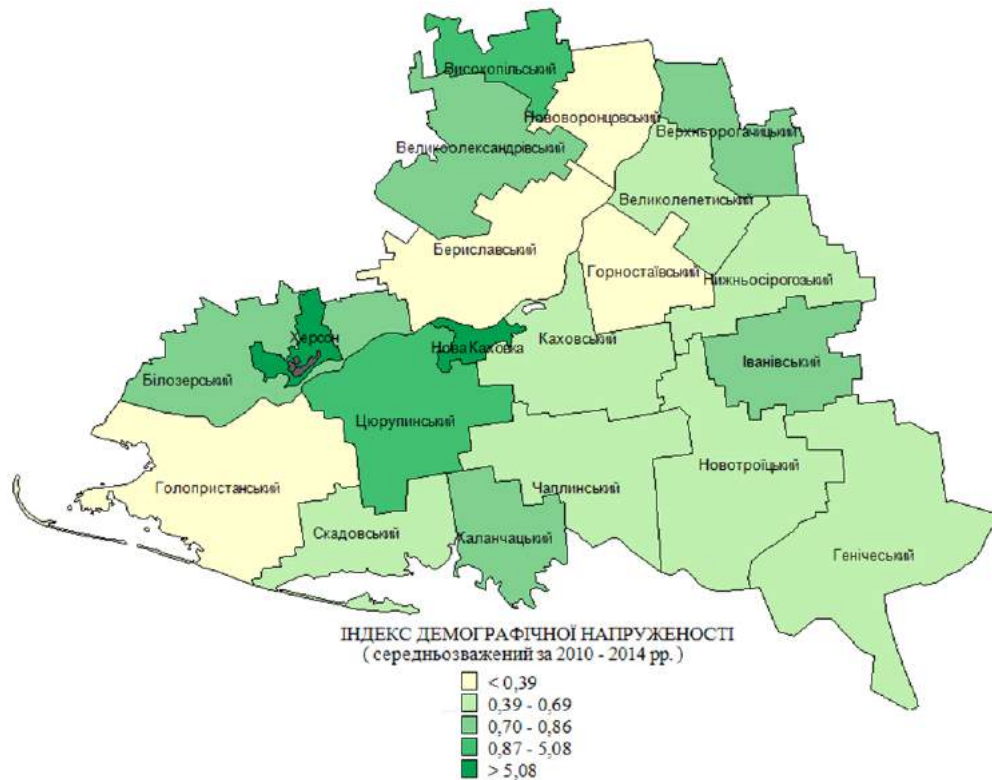 Високопільський
Нововоронцовський
Верхньорогачицький
Великоолександрівський
Великолепетиський
Бериславський
Горностаївський
Нижньосірогозький
Херсон
Нова Каховка
Каховський
Іванівський
Білозерський
Цюрупинський
Новотроїцький
Голопристанський
Чаплинський
Скадовський
Каланчацький
Генічеський
ІНДЕКС ДЕМОГРАФІЧНОЇ НАПРУЖЕНОСТІ
( середньозважений за 2010 - 2014 рр. )
< 0,39
0,39 - 0,69
0,70 - 0,86
0,87 - 5,08
> 5,08